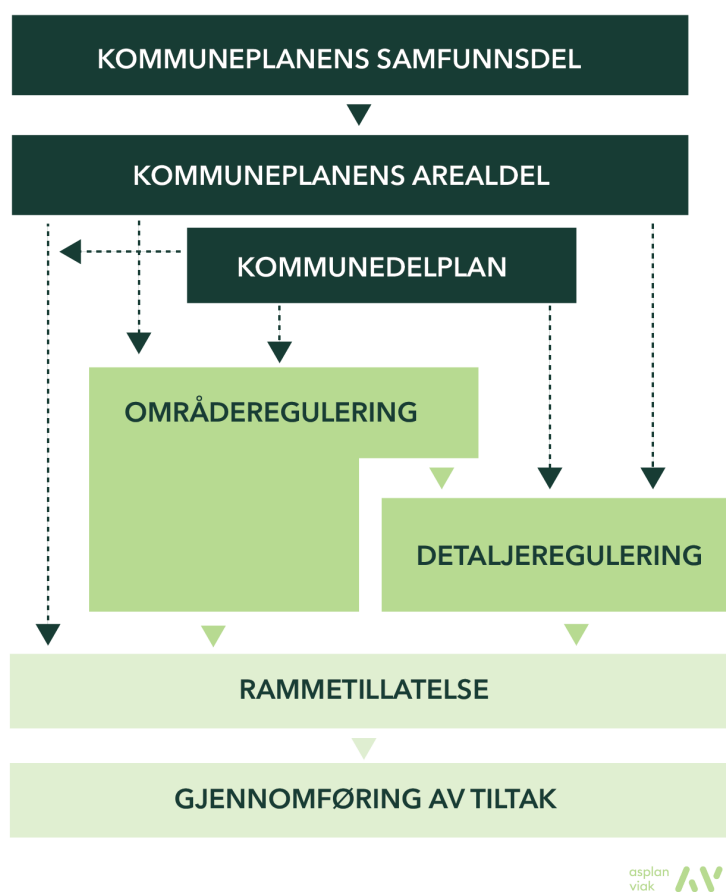 KOMMUNEPLANENS SAMFUNNSDEL
KOMMUNEPLANENS AREALDEL
KOMMUNEDELPLAN
OMRÅDEREGULERING
DETALJEREGULERING
RAMMETILLATELSE
GJENNOMFØRING AV TILTAK
asplan
viak